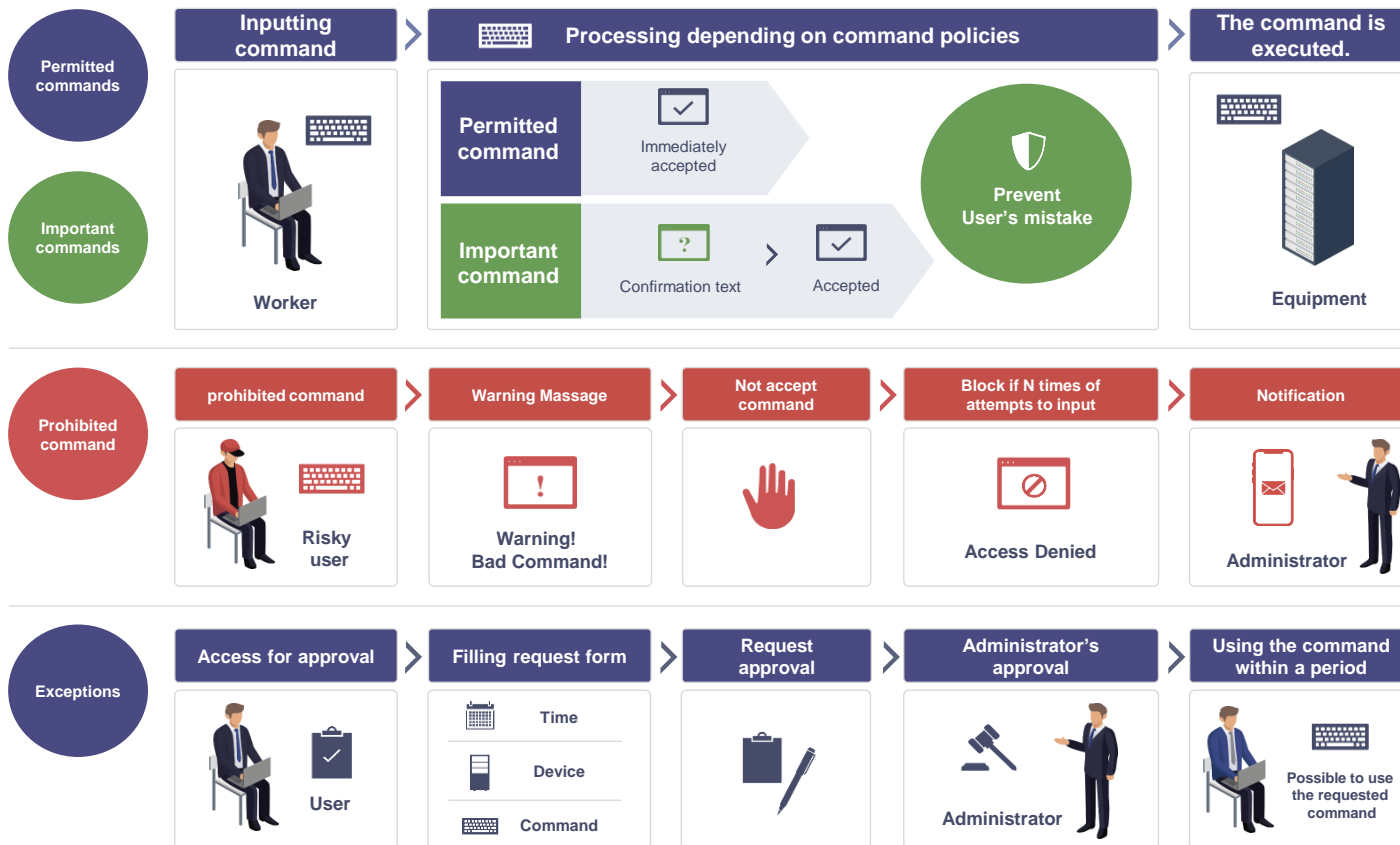 Permitted
commands
Important
commands
Inputting
command
Processing depending on command policies
The command is
executed.
Worker
Permitted
command
Immediately
accepted
Important
command
?
Confirmation text
Accepted
Prevent
User's mistake
Equipment
Prohibited
command
prohibited command
Warning Massage
Not accept
command
Block if N times of
attempts to input
Notification
Risky
user
!
Warning!
Bad Command!
Access Denied
Administrator
Exceptions
Access for approval
Filling request form
Request
approval
Administrator's
approval
Using the command
within a period
User
Time
Device
Command
Administrator
Possible to use
the requested
command